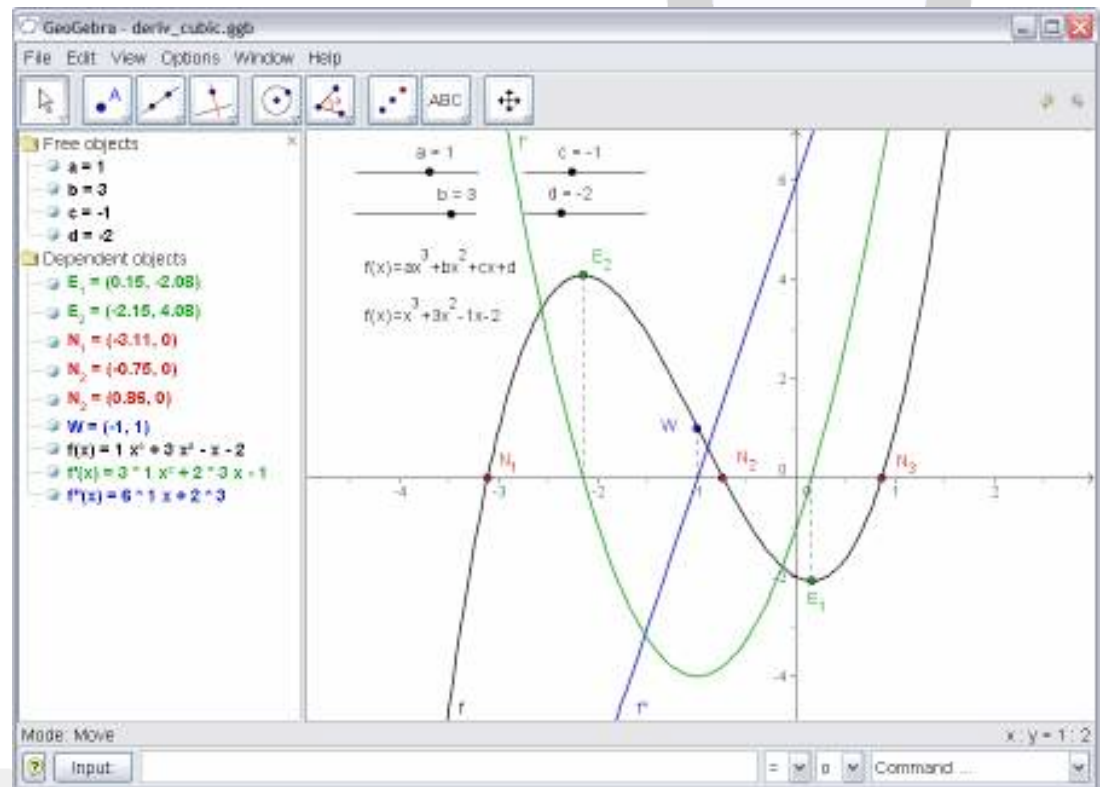 GeoGebra - deriv_cubic.ggb
File Edit View Options Window Help
A
ABC
Free objects
a = 1
b = 3
c = -1
d = -2
Dependent objects
E₁ = (0.15, -2.08)
E₂ = (-2.15, 4.08)
N₁ = (-3.11, 0)
N₂ = (-0.75, 0)
N₃ = (0.86, 0)
W = (-1, 1)
f(x) = 1 x³ + 3 x² - x - 2
f'(x) = 3 * 1 x² + 2 * 3 x - 1
f''(x) = 6 * 1 x + 2 * 3
a = 1
c = -1
b = 3
d = -2
f(x)=ax³+bx²+cx+d
f(x)=x³+3x²-1x-2
f'
E₂
W
N₁
N₂
N₃
E₁
f
f''
6
4
2
0
-2
-4
-4 -3 -2 -1 0 1 2
Mode: Move
x : y = 1 : 2
Input:
=
α
Command ...